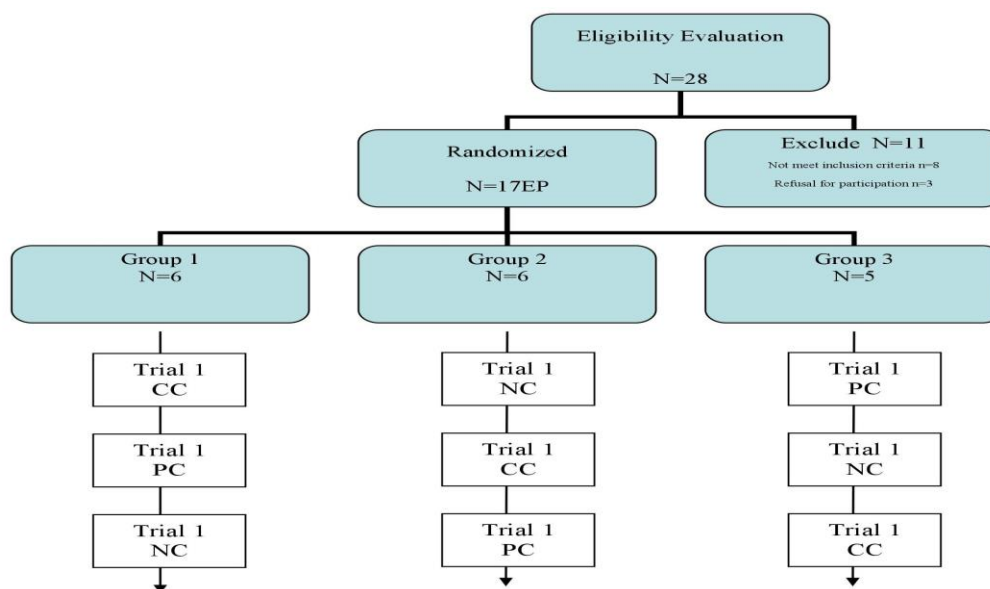 Eligibility Evaluation
N=28
Randomized
N=17EP
Exclude N=11
Not meet inclusion criteria n=8
Refusal for participation n=3
Group 1
N=6
Group 2
N=6
Group 3
N=5
Trial 1
CC
Trial 1
NC
Trial 1
PC
Trial 1
PC
Trial 1
CC
Trial 1
NC
Trial 1
NC
Trial 1
PC
Trial 1
CC